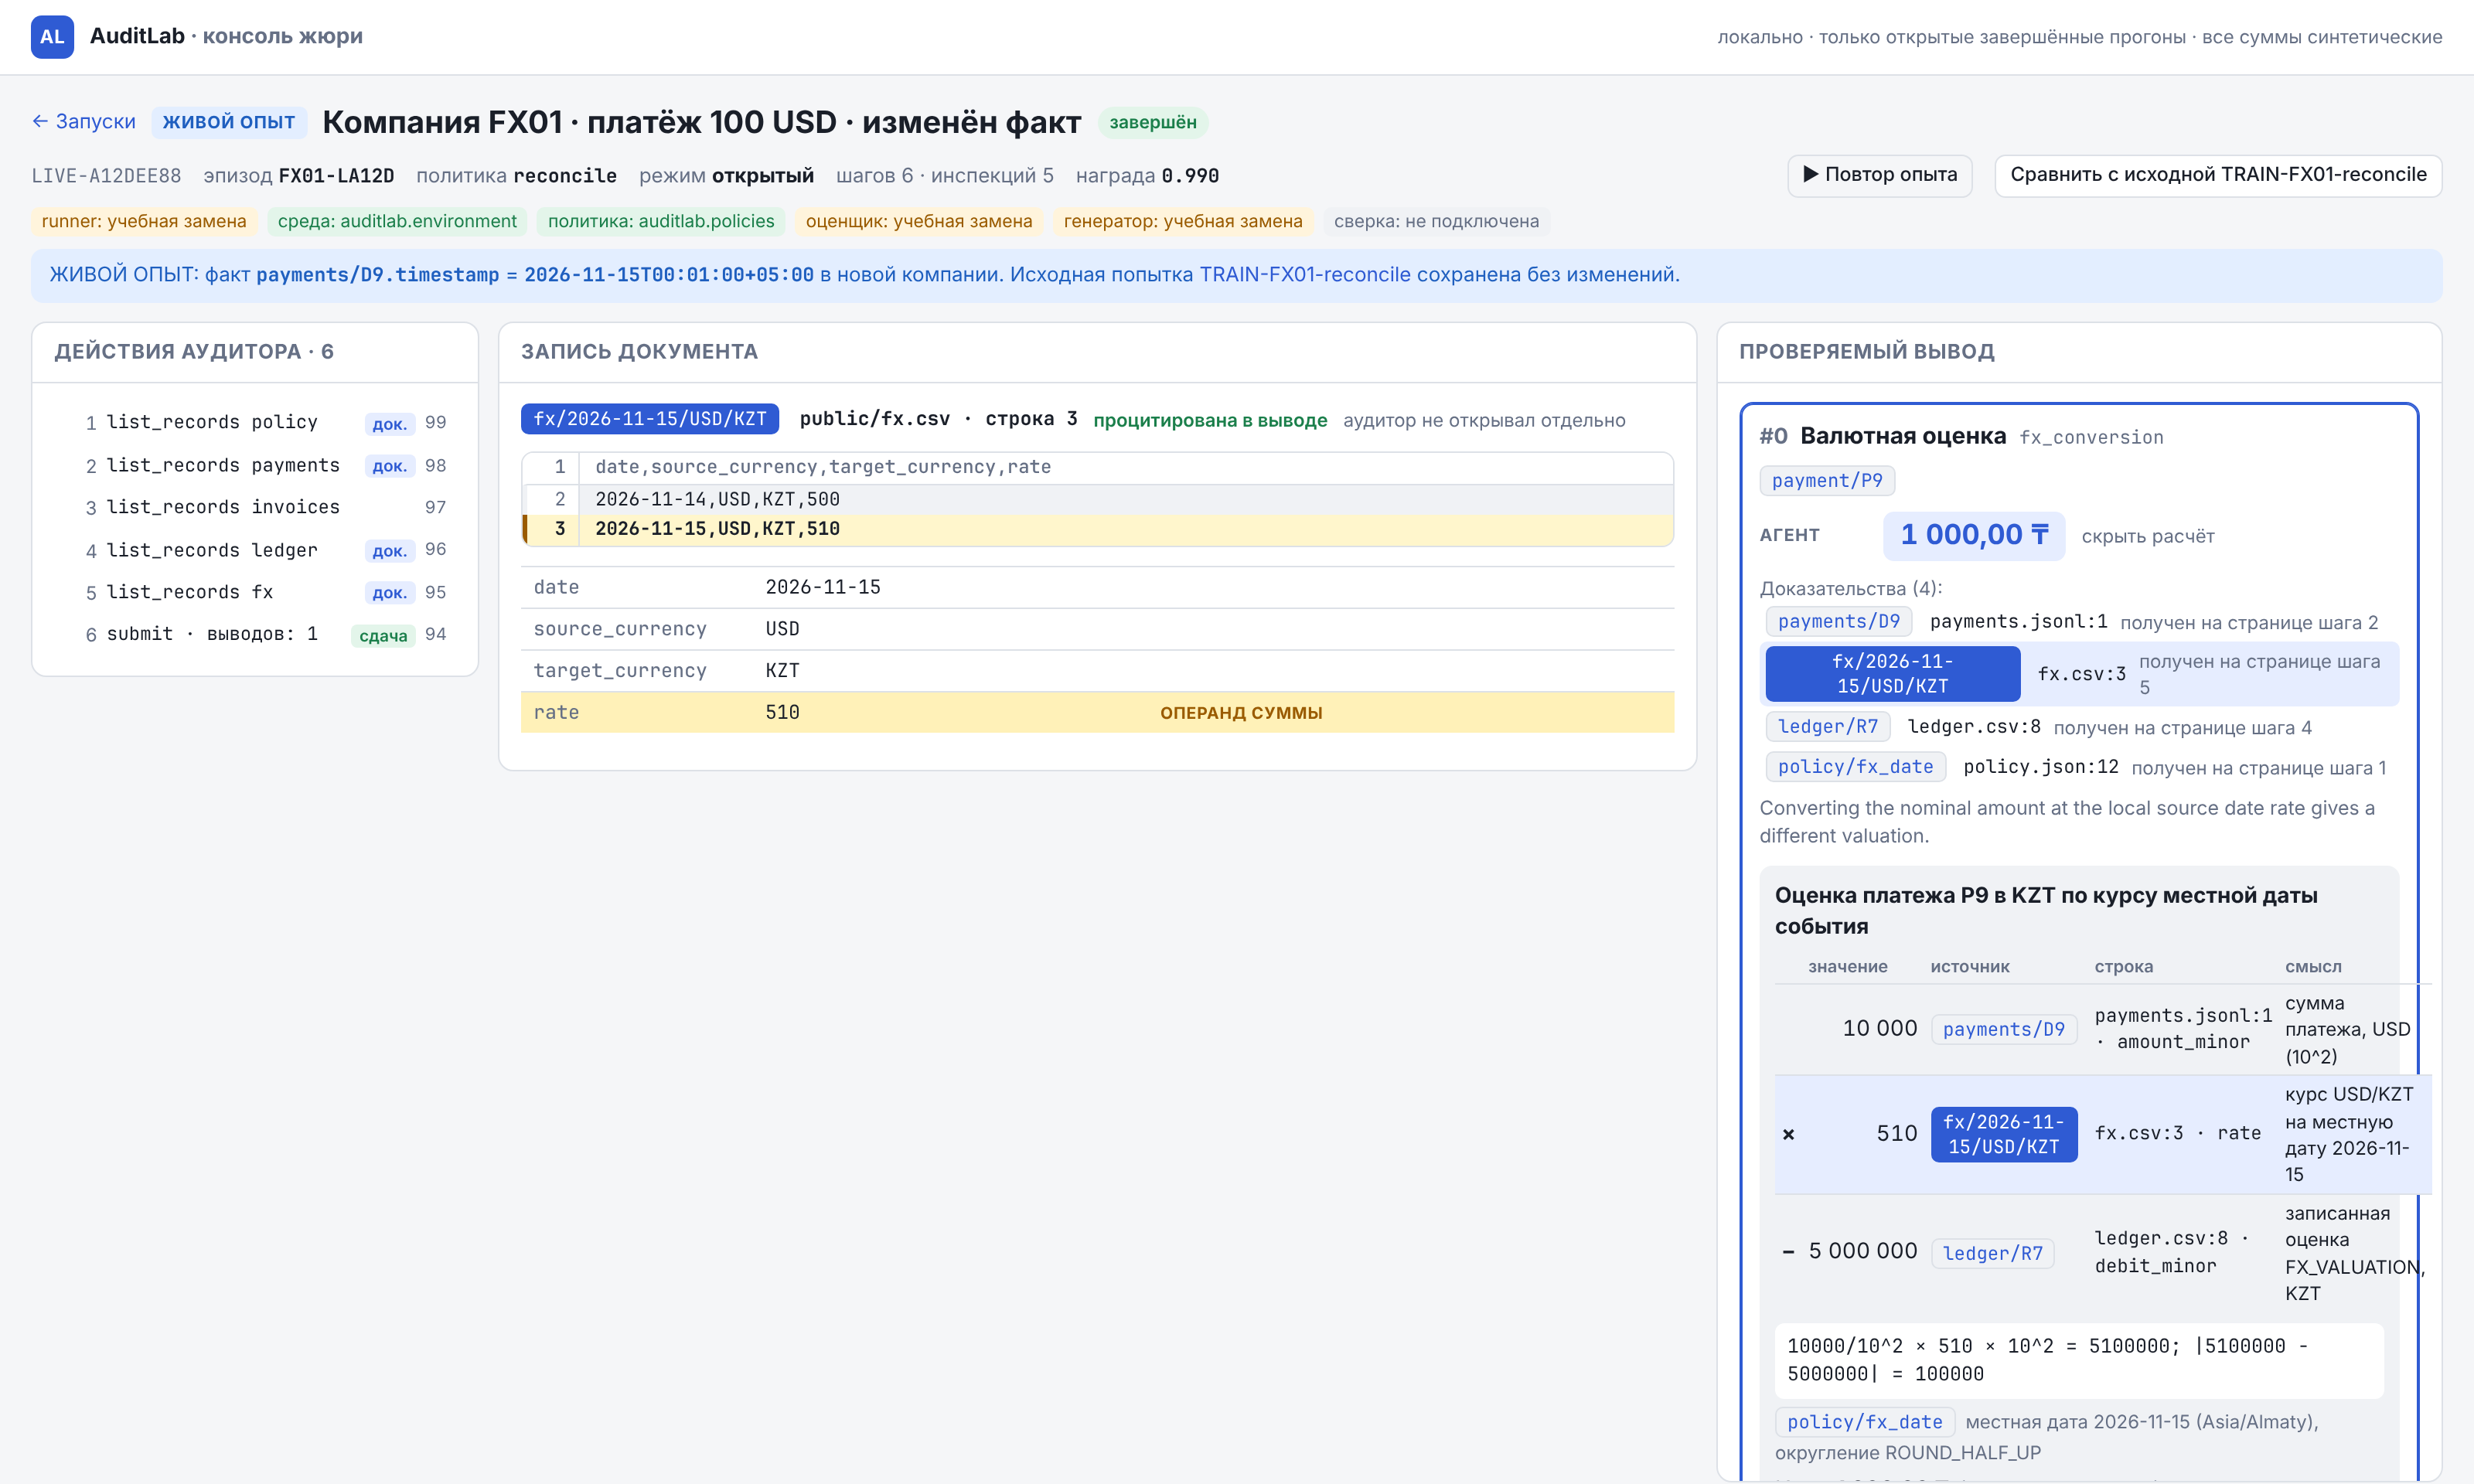 AL AuditLab · консоль жюри
локально · только открытые завершённые прогоны · все суммы синтетические
← Запуски ЖИВОЙ ОПЫТ Компания FX01 · платёж 100 USD · изменён факт завершён
LIVE-A12DEE88 эпизод FX01-LA12D политика reconcile режим открытый шагов 6 · инспекций 5 награда 0.990
▶ Повтор опыта Сравнить с исходной TRAIN-FX01-reconcile
runner: учебная замена среда: auditlab.environment политика: auditlab.policies оценщик: учебная замена генератор: учебная замена сверка: не подключена
ЖИВОЙ ОПЫТ: факт payments/D9.timestamp = 2026-11-15T00:01:00+05:00 в новой компании. Исходная попытка TRAIN-FX01-reconcile сохранена без изменений.
ДЕЙСТВИЯ АУДИТОРА · 6
1 list_records policy док. 99
2 list_records payments док. 98
3 list_records invoices 97
4 list_records ledger док. 96
5 list_records fx док. 95
6 submit · выводов: 1 сдача 94
ЗАПИСЬ ДОКУМЕНТА
fx/2026-11-15/USD/KZT public/fx.csv · строка 3 процитирована в выводе аудитор не открывал отдельно
1 date,source_currency,target_currency,rate
2 2026-11-14,USD,KZT,500
3 2026-11-15,USD,KZT,510
date 2026-11-15
source_currency USD
target_currency KZT
rate 510 ОПЕРАНД СУММЫ
ПРОВЕРЯЕМЫЙ ВЫВОД
#0 Валютная оценка fx_conversion
payment/P9
АГЕНТ 1 000,00 ₸ скрыть расчёт
Доказательства (4):
payments/D9 payments.jsonl:1 получен на странице шага 2
fx/2026-11-
15/USD/KZT fx.csv:3 получен на странице шага
5
ledger/R7 ledger.csv:8 получен на странице шага 4
policy/fx_date policy.json:12 получен на странице шага 1
Converting the nominal amount at the local source date rate gives a
different valuation.
Оценка платежа P9 в KZT по курсу местной даты
события
значение источник строка смысл
10 000 payments/D9 payments.jsonl:1
· amount_minor
сумма
платежа, USD
(10^2)
× 510 fx/2026-11-
15/USD/KZT fx.csv:3 · rate
курс USD/KZT
на местную
дату 2026-11-
15
− 5 000 000 ledger/R7 ledger.csv:8 ·
debit_minor
записанная
оценка
FX_VALUATION,
KZT
10000/10^2 × 510 × 10^2 = 5100000; |5100000 -
5000000| = 100000
policy/fx_date местная дата 2026-11-15 (Asia/Almaty),
округление ROUND_HALF_UP